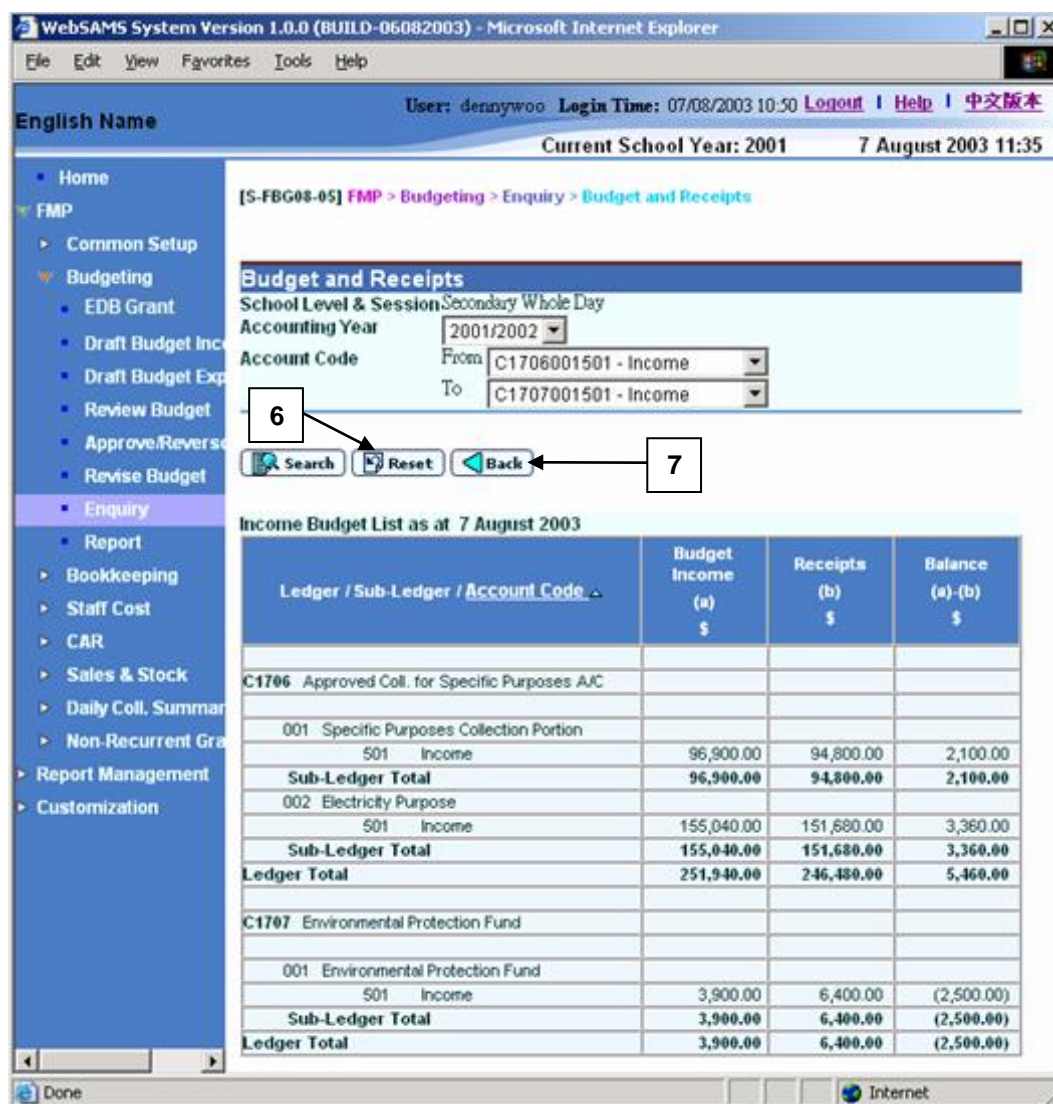 WebSAMS System Version 1.0.0 (BUILD-06082003) - Microsoft Internet Explorer
File Edit View Favorites Tools Help
English Name
User: dennywoo Login Time: 07/08/2003 10:50 Logout | Help | 中文版本
Current School Year: 2001 7 August 2003 11:35
Home
FMP
Common Setup
Budgeting
EDB Grant
Draft Budget Inc
Draft Budget Exp
Review Budget
Approve/Reverse
Revise Budget
Enquiry
Report
Bookkeeping
Staff Cost
CAR
Sales & Stock
Daily Coll. Summar
Non-Recurrent Gra
Report Management
Customization
[S-FBG08-05] FMP > Budgeting > Enquiry > Budget and Receipts
Budget and Receipts
School Level & Session Secondary Whole Day
Accounting Year 2001/2002
Account Code From C1706001501 - Income
To C1707001501 - Income
6
Search Reset Back
7
Income Budget List as at 7 August 2003
Ledger / Sub-Ledger / Account Code Budget Income (a) $ Receipts (b) $ Balance (a)-(b) $
C1706 Approved Coll. for Specific Purposes A/C
001 Specific Purposes Collection Portion
501 Income 96,900.00 94,800.00 2,100.00
Sub-Ledger Total 96,900.00 94,800.00 2,100.00
002 Electricity Purpose
501 Income 155,040.00 151,680.00 3,360.00
Sub-Ledger Total 155,040.00 151,680.00 3,360.00
Ledger Total 251,940.00 246,480.00 5,460.00
C1707 Environmental Protection Fund
001 Environmental Protection Fund
501 Income 3,900.00 6,400.00 (2,500.00)
Sub-Ledger Total 3,900.00 6,400.00 (2,500.00)
Ledger Total 3,900.00 6,400.00 (2,500.00)
Done Internet